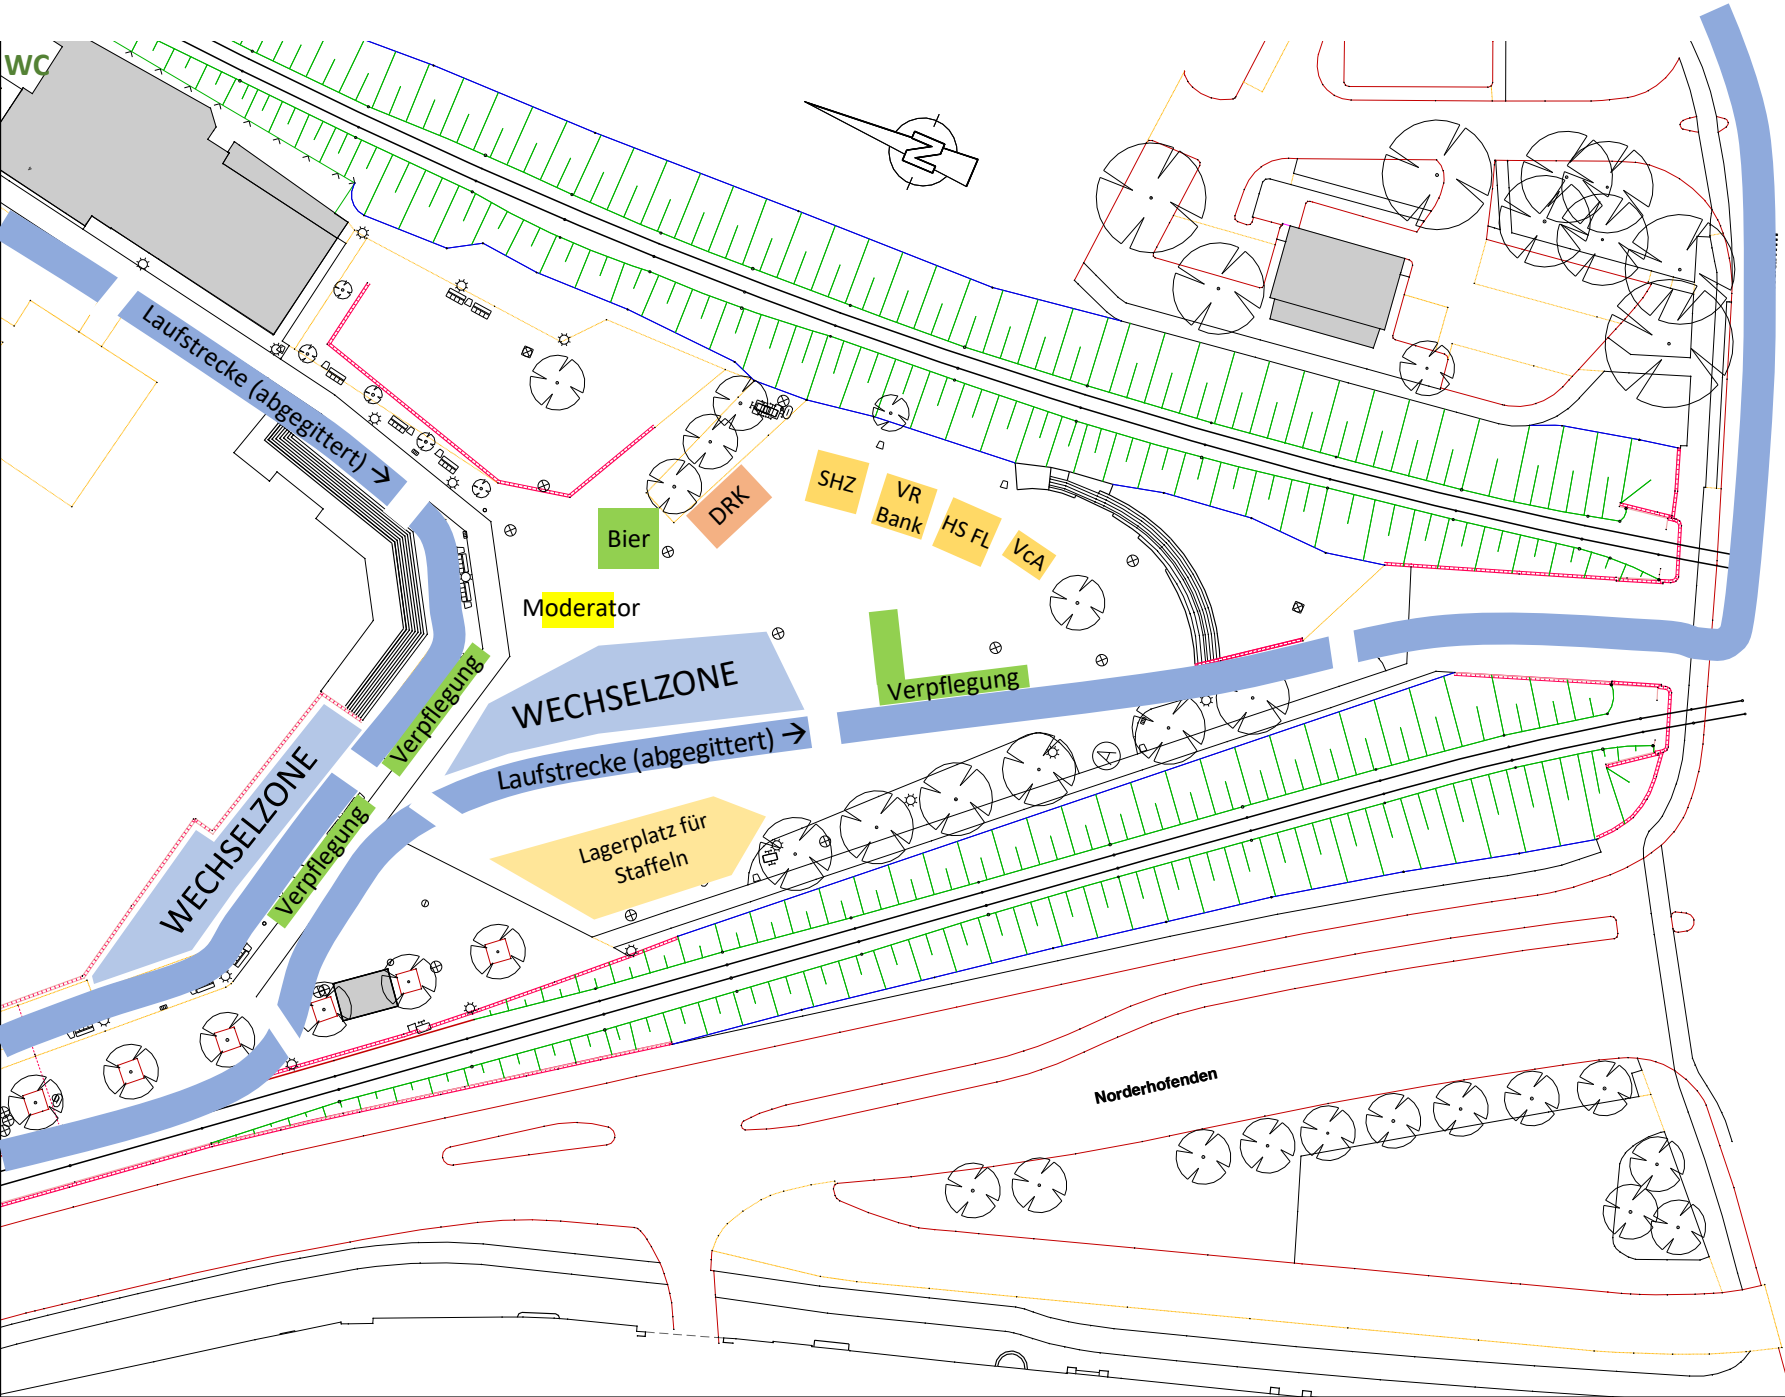 WC
N
Laufstrecke (abgegittert) →
SHZ
VR
Bank
HS FL
VcA
DRK
Bier
Moderator
WECHSELZONE
Verpflegung
Verpflegung
Laufstrecke (abgegittert) →
WECHSELZONE
Verpflegung
Lagerplatz für
Staffeln
Norderhofenden